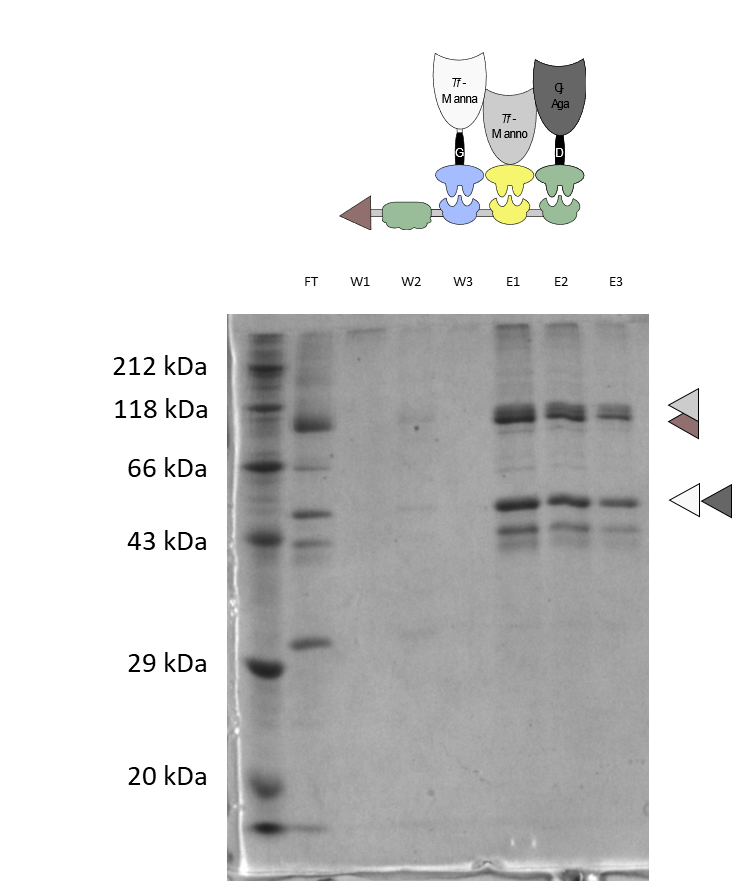 Tf-
Manna
Tf-
Manno
Cj-
Aga
G
D
FT W1 W2 W3 E1 E2 E3
212 kDa
118 kDa
66 kDa
43 kDa
29 kDa
20 kDa